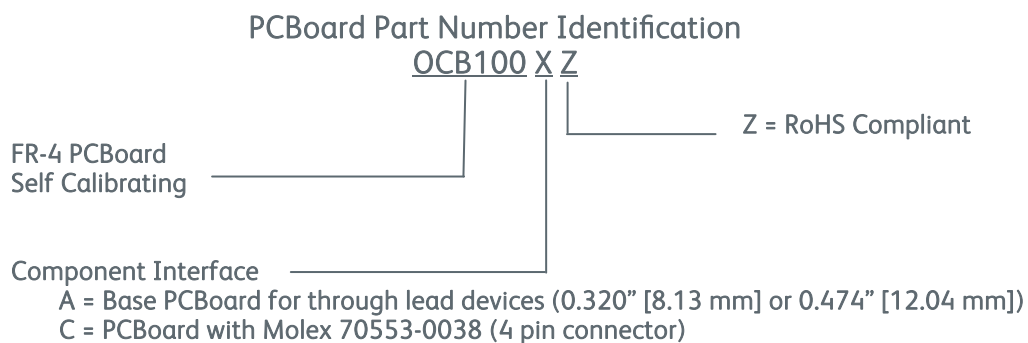 PCBoard Part Number Identification
OCB100 X Z
Z = RoHS Compliant
FR-4 PCBoard
Self Calibrating
Component Interface
A = Base PCBoard for through lead devices (0.320” [8.13 mm] or 0.474” [12.04 mm])
C = PCBoard with Molex 70553-0038 (4 pin connector)